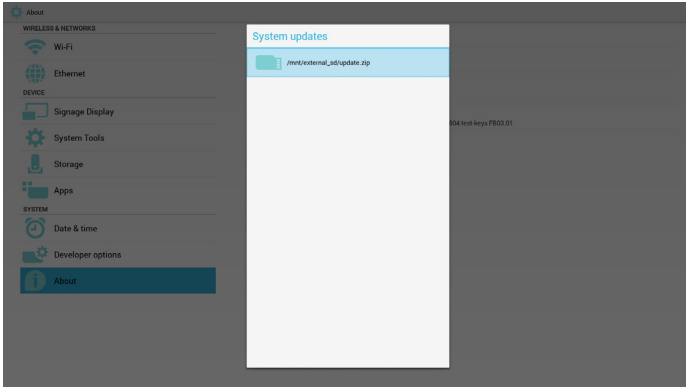 About
WIRELESS & NETWORKS
Wi-Fi
Ethernet
DEVICE
Signage Display
System Tools
Storage
Apps
SYSTEM
Date & time
Developer options
About
System updates
/mnt/external_sd/update.zip
804 test-keys FB03.01